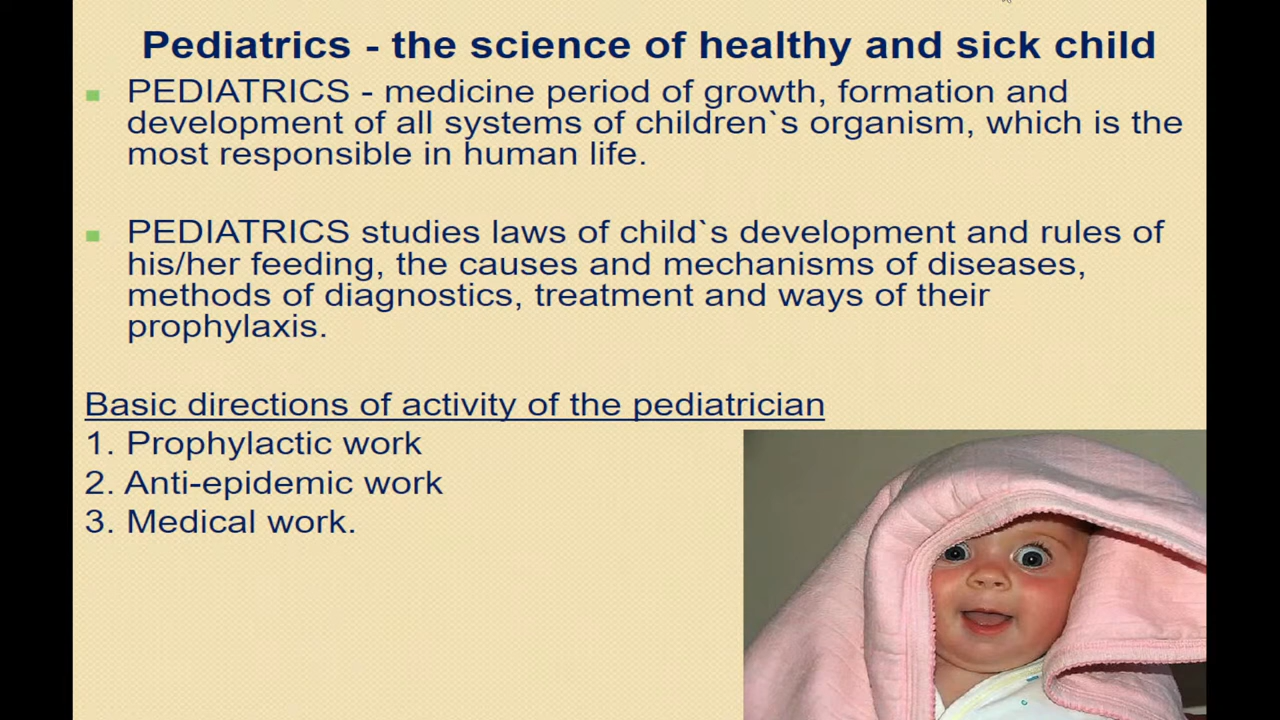 Pediatrics - the science of healthy and sick child
PEDIATRICS - medicine period of growth, formation and
development of all systems of children`s organism, which is the
most responsible in human life.
PEDIATRICS studies laws of child`s development and rules of
his/her feeding, the causes and mechanisms of diseases,
methods of diagnostics, treatment and ways of their
prophylaxis.
Basic directions of activity of the pediatrician
1. Prophylactic work
2. Anti-epidemic work
3. Medical work.